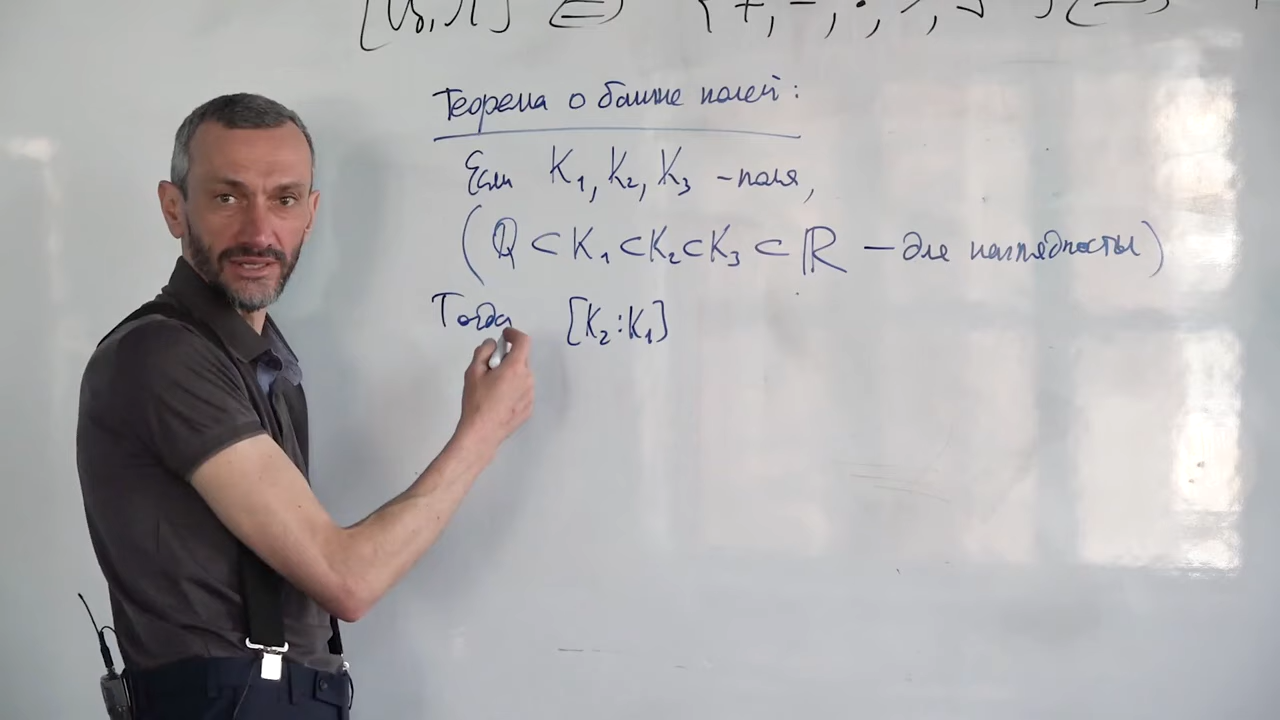 Теорема о башне полей:
Если K₁, K₂, K₃ – поля,
(ℚ ⊂ K₁ ⊂ K₂ ⊂ K₃ ⊂ ℝ – для наглядности)
Тогда [K₂:K₁]